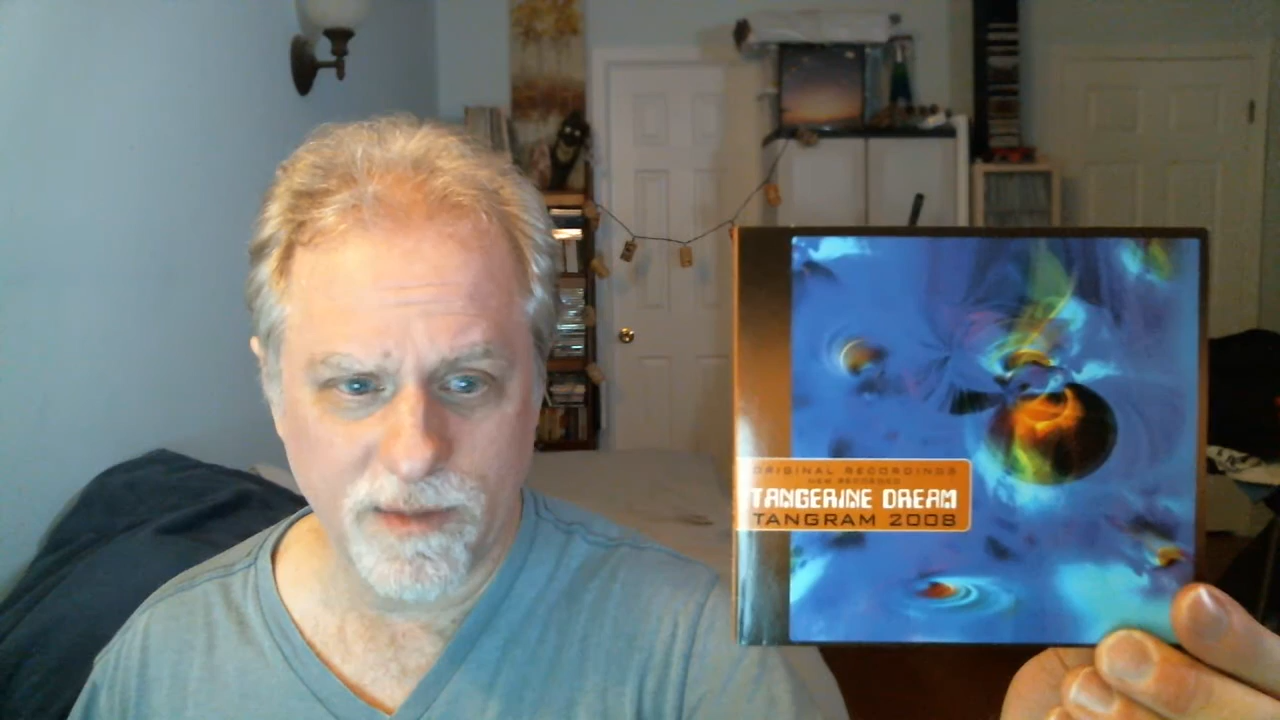 ORIGINAL RECORDINGS
NEW RECORDED
TANGERINE DREAM
TANGRAM 2008